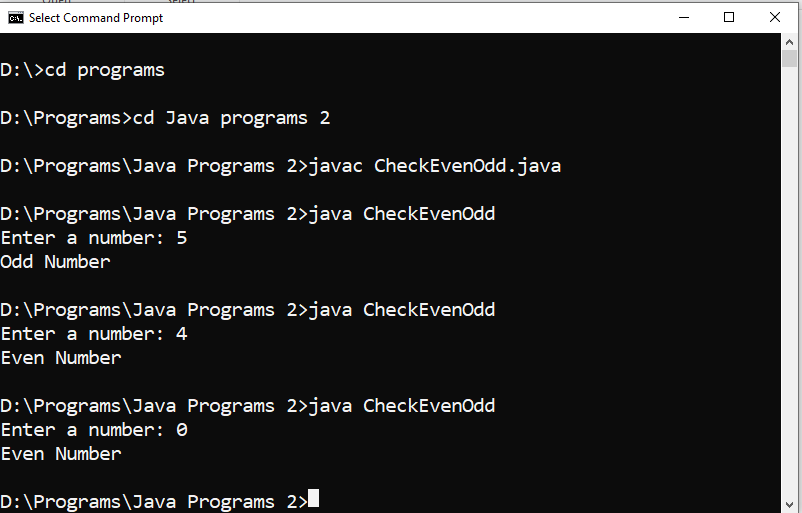 Select Command Prompt
D:\>cd programs
D:\Programs>cd Java programs 2
D:\Programs\Java Programs 2>javac CheckEvenOdd.java
D:\Programs\Java Programs 2>java CheckEvenOdd
Enter a number: 5
Odd Number
D:\Programs\Java Programs 2>java CheckEvenOdd
Enter a number: 4
Even Number
D:\Programs\Java Programs 2>java CheckEvenOdd
Enter a number: 0
Even Number
D:\Programs\Java Programs 2>